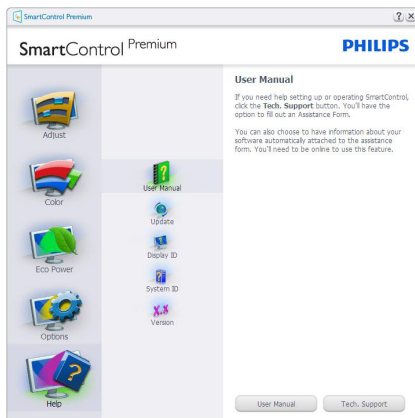 SmartControl Premium
SmartControl Premium
PHILIPS
Adjust
Color
Eco Power
Options
Help
User Manual
Update
Display ID
System ID
X.X
Version
User Manual
If you need help setting up or operating SmartControl,
click the Tech. Support button. You'll have the
option to fill out an Assistance Form.
You can also choose to have information about your
software automatically attached to the assistance
form. You'll need to be online to use this feature.
User Manual
Tech. Support